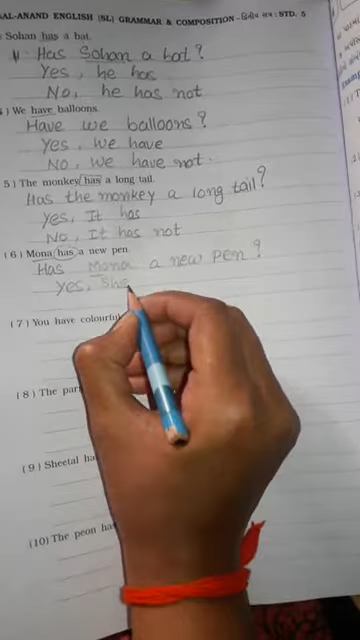 AL-ANAND ENGLISH (SL) GRAMMAR & COMPOSITION - દ્વિતીય સત્ર : STD. 5
Sohan has a bat.
Has Sohan a bat ?
Yes, he has
No, he has not
) We have balloons.
Have we balloons ?
Yes, we have
No, we have not.
5) The monkey has a long tail.
Has the monkey a long tail ?
Yes, It has
No, It has not
(6) Mona has a new pen.
Has Mona a new pen ?
Yes, She
(7) You have colourful
(8) The par
(9) Sheetal ha
(10) The peon ha